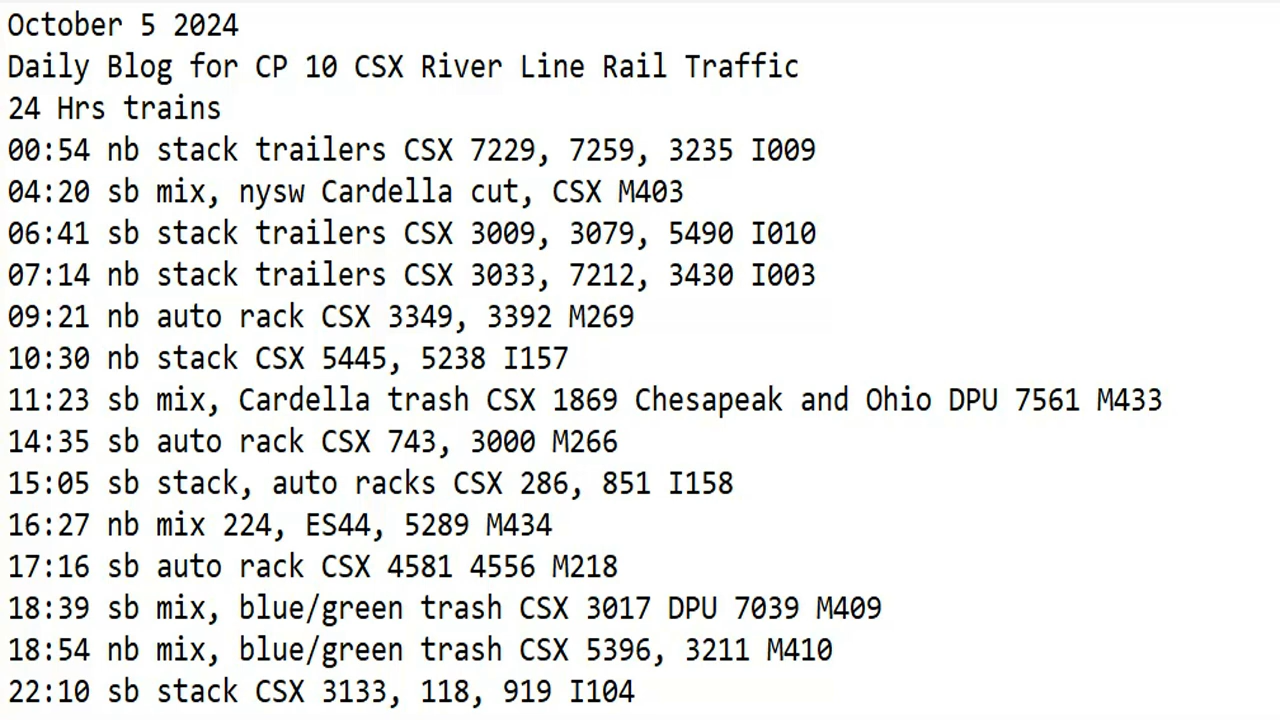 October 5 2024
Daily Blog for CP 10 CSX River Line Rail Traffic
24 Hrs trains
00:54 nb stack trailers CSX 7229, 7259, 3235 I009
04:20 sb mix, nysw Cardella cut, CSX M403
06:41 sb stack trailers CSX 3009, 3079, 5490 I010
07:14 nb stack trailers CSX 3033, 7212, 3430 I003
09:21 nb auto rack CSX 3349, 3392 M269
10:30 nb stack CSX 5445, 5238 I157
11:23 sb mix, Cardella trash CSX 1869 Chesapeak and Ohio DPU 7561 M433
14:35 sb auto rack CSX 743, 3000 M266
15:05 sb stack, auto racks CSX 286, 851 I158
16:27 nb mix 224, ES44, 5289 M434
17:16 sb auto rack CSX 4581 4556 M218
18:39 sb mix, blue/green trash CSX 3017 DPU 7039 M409
18:54 nb mix, blue/green trash CSX 5396, 3211 M410
22:10 sb stack CSX 3133, 118, 919 I104